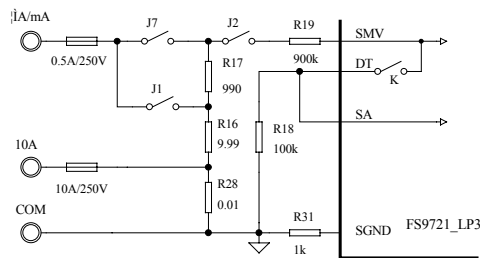 ÌA/mA
J7
J2
R19
SMV
0.5A/250V
R17
900k
DT
990
K
J1
SA
R16
R18
9.99
100k
10A
10A/250V
R28
COM
0.01
R31
SGND
FS9721_LP3
1k